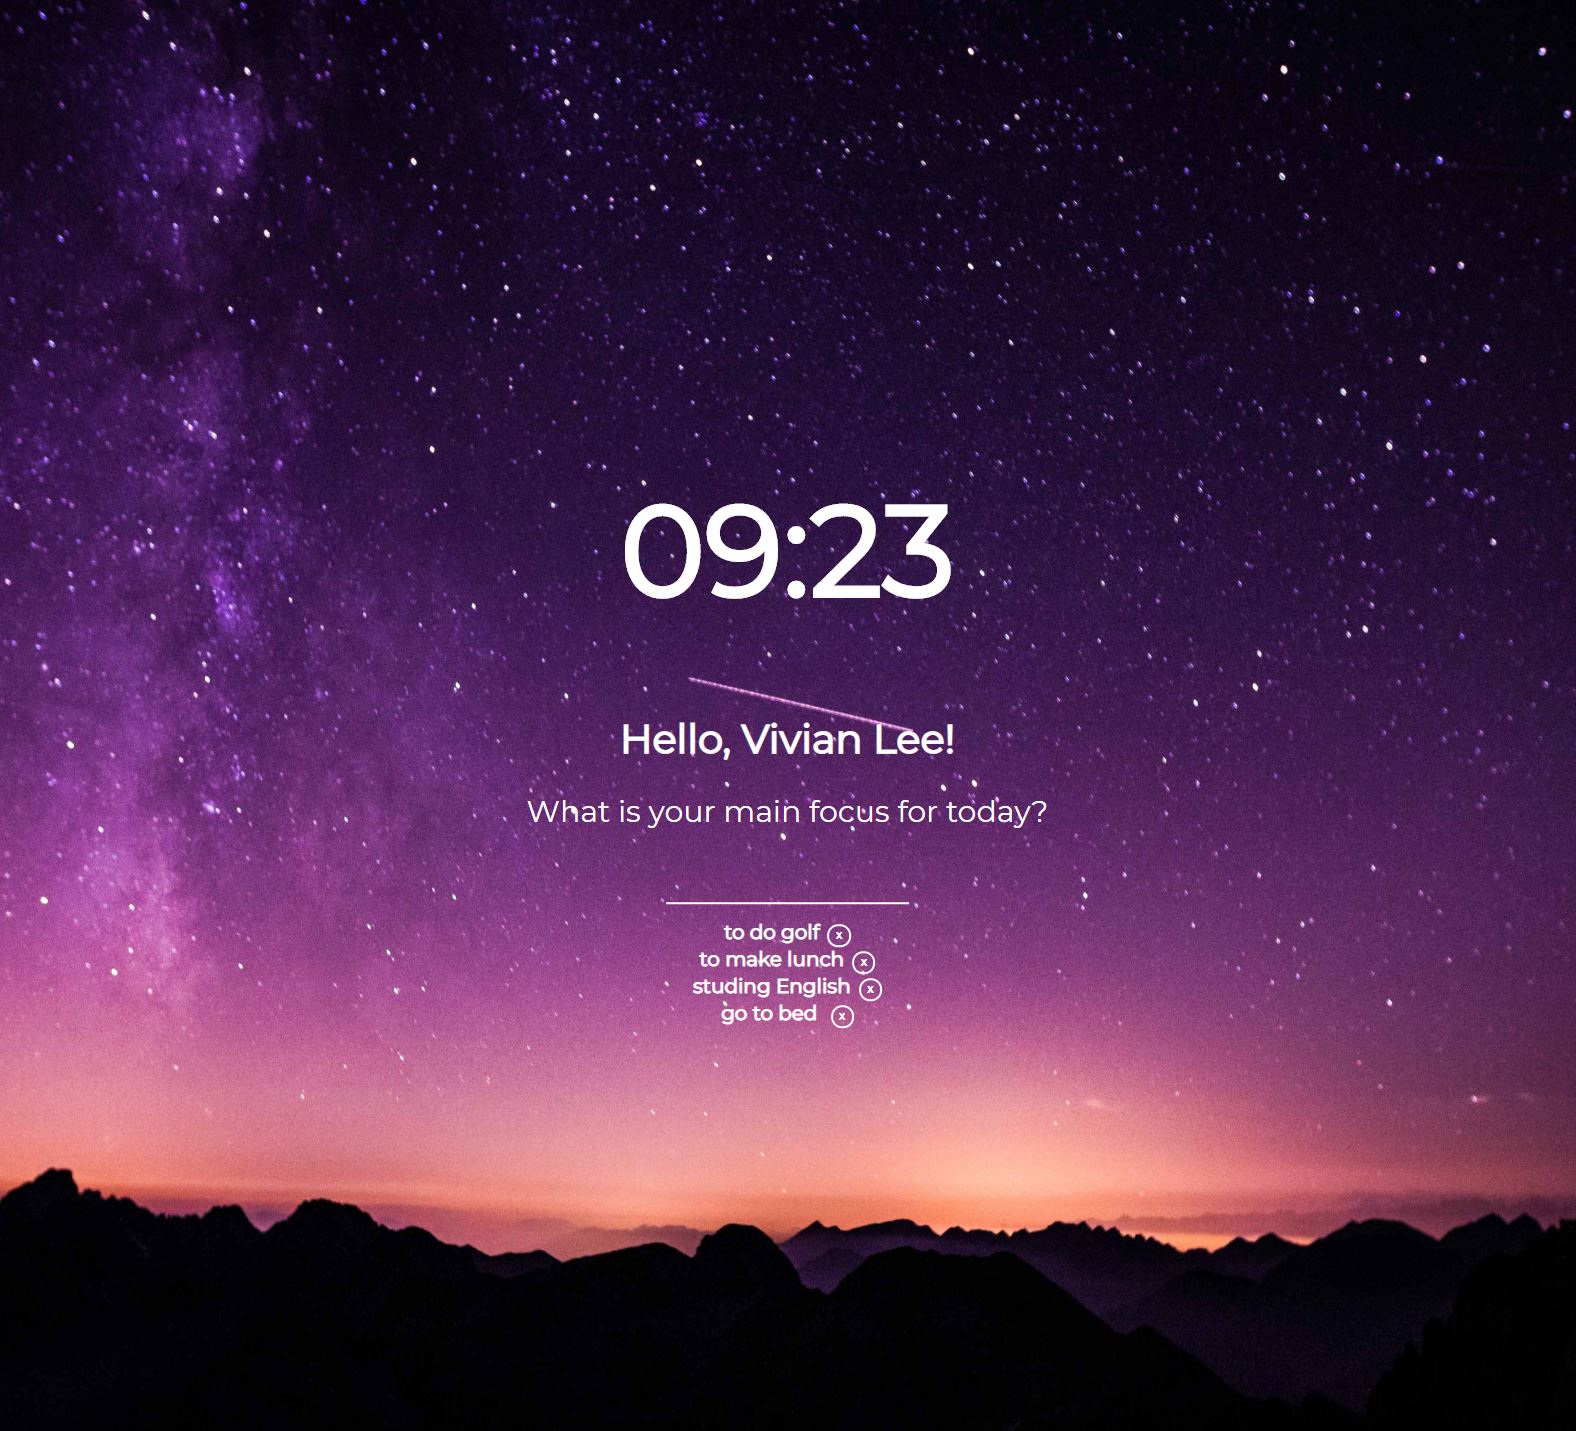 09:23
Hello, Vivian Lee!
What is your main focus for today?
to do golf x
to make lunch x
studing English x
go to bed x